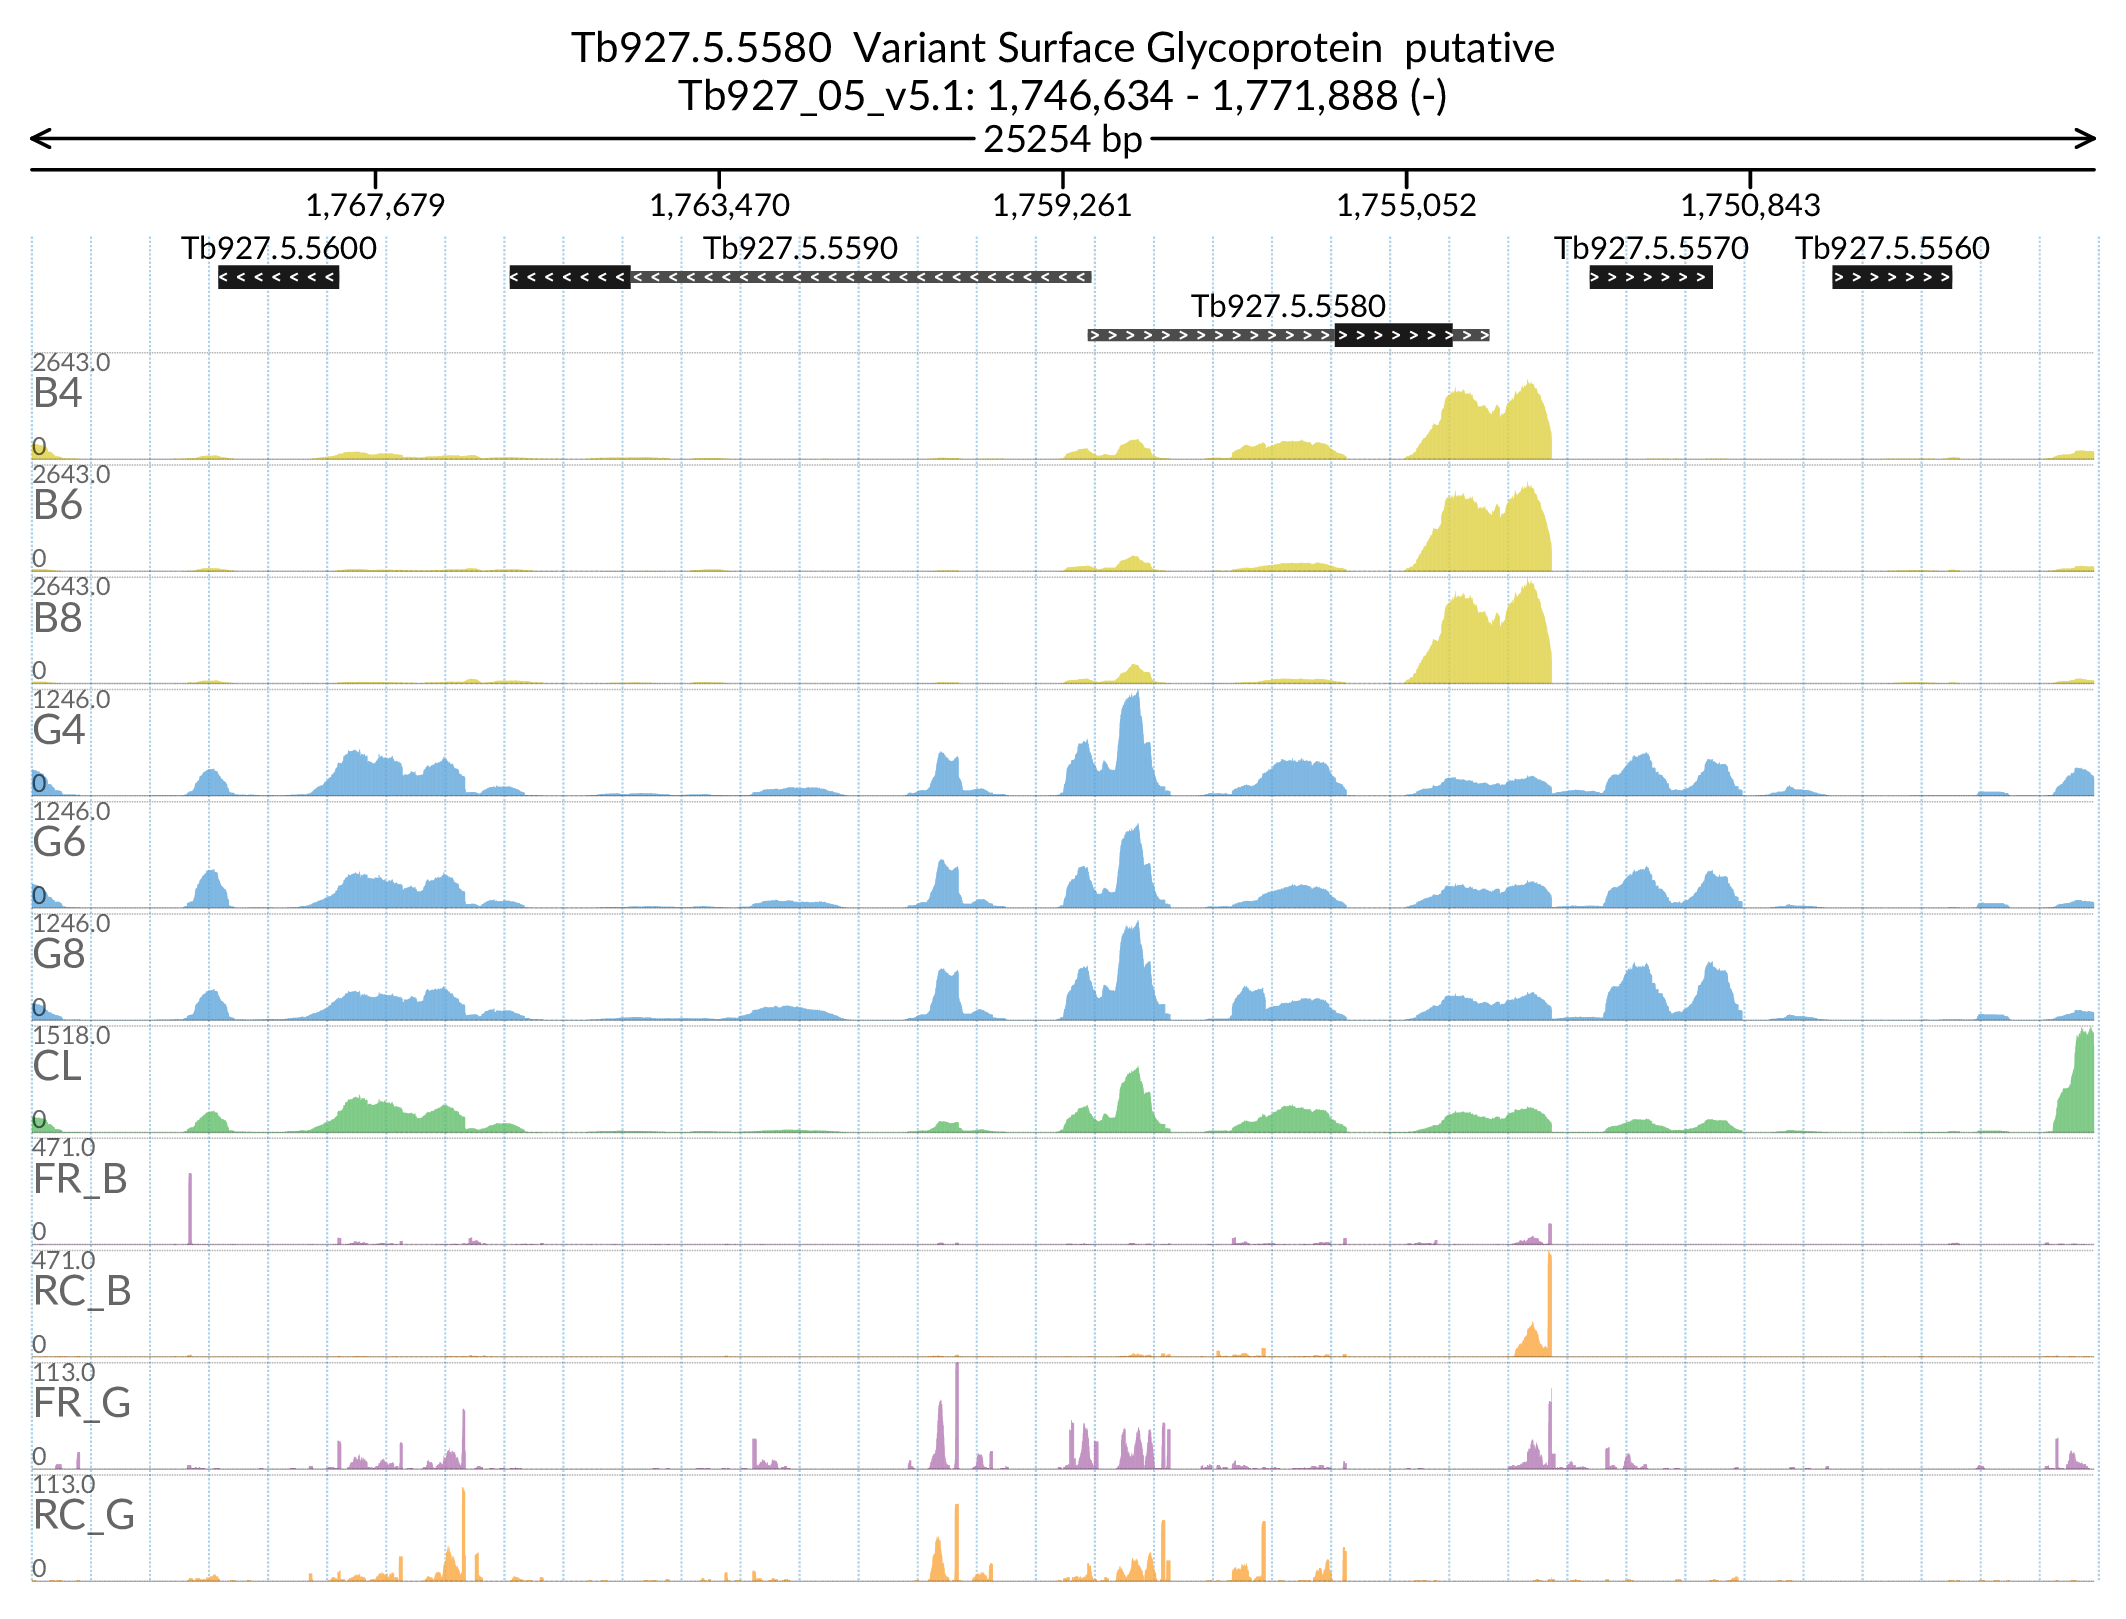 Tb927.5.5580  Variant Surface Glycoprotein  putative
Tb927_05_v5.1: 1,746,634 - 1,771,888 (-)
25254 bp
1,767,679 1,763,470 1,759,261 1,755,052 1,750,843
Tb927.5.5600 Tb927.5.5590 Tb927.5.5570 Tb927.5.5560
Tb927.5.5580
2643.0
B4
0
2643.0
B6
0
2643.0
B8
0
1246.0
G4
0
1246.0
G6
0
1246.0
G8
0
1518.0
CL
0
471.0
FR_B
0
471.0
RC_B
0
113.0
FR_G
0
113.0
RC_G
0